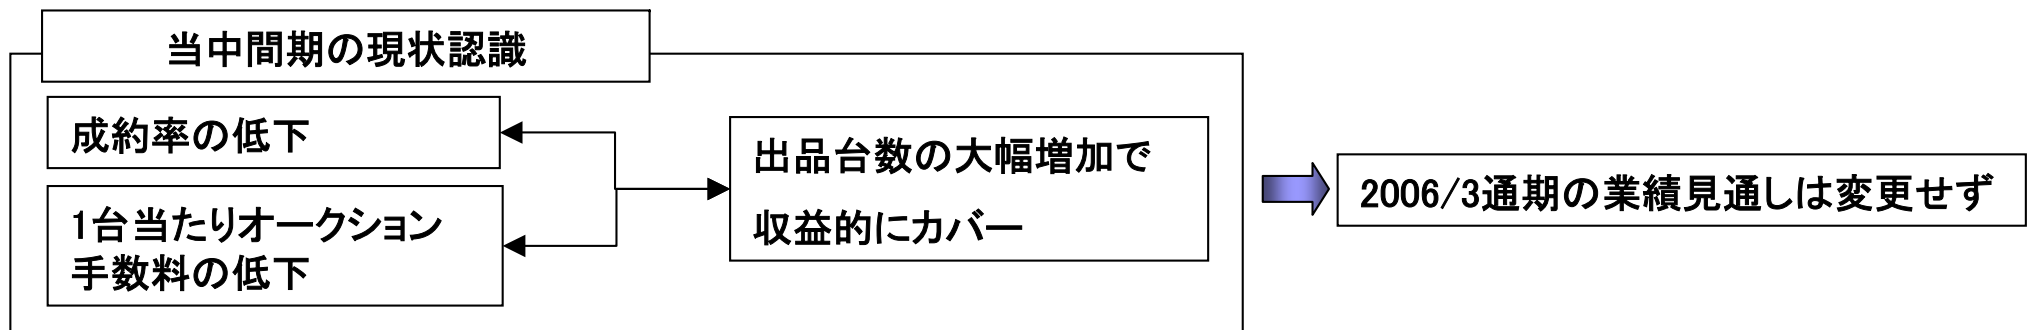 当中間期の現状認識
成約率の低下
1台当たりオークション
手数料の低下
出品台数の大幅増加で
収益的にカバー
2006/3通期の業績見通しは変更せず